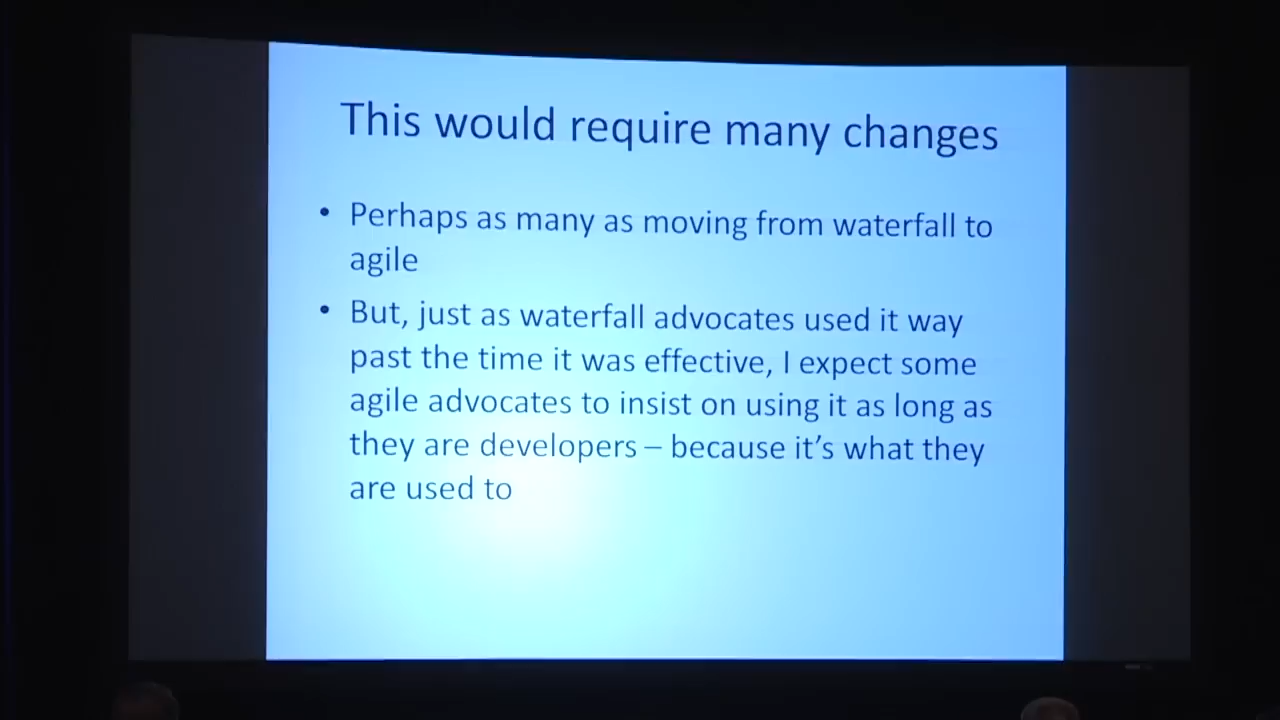 This would require many changes
• Perhaps as many as moving from waterfall to
agile
• But, just as waterfall advocates used it way
past the time it was effective, I expect some
agile advocates to insist on using it as long as
they are developers – because it's what they
are used to